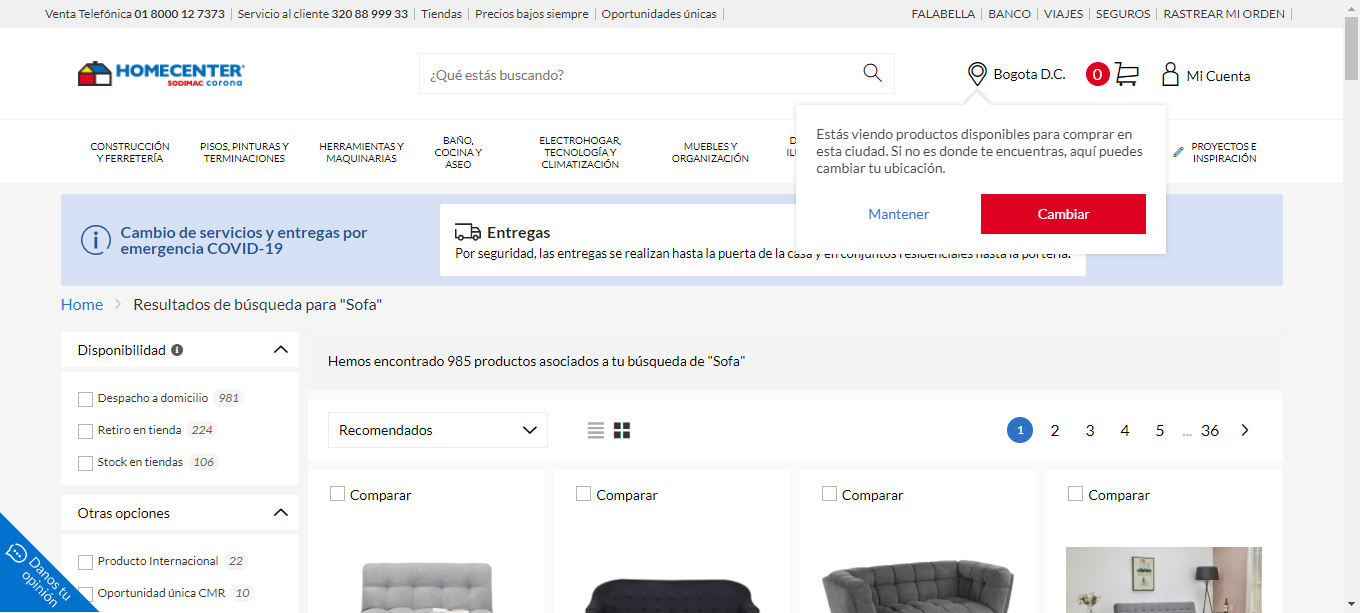 Venta Telefónica 01 8000 12 7373 Servicio al cliente 320 88 999 33 Tiendas Precios bajos siempre Oportunidades únicas FALABELLA BANCO VIAJES SEGUROS RASTREAR MI ORDEN
HOMECENTER
SODIMAC corona
¿Qué estás buscando?
Bogota D.C.
0
Mi Cuenta
Estás viendo productos disponibles para comprar en
esta ciudad. Si no es donde te encuentras, aquí puedes
cambiar tu ubicación.
Mantener
Cambiar
CONSTRUCCIÓN
Y FERRETERÍA
PISOS, PINTURAS Y
TERMINACIONES
HERRAMIENTAS Y
MAQUINARIAS
BAÑO,
COCINA Y
ASEO
ELECTROHOGAR,
TECNOLOGÍA Y
CLIMATIZACIÓN
MUEBLES Y
ORGANIZACIÓN
PROYECTOS E
INSPIRACIÓN
Cambio de servicios y entregas por
emergencia COVID-19
Entregas
Por seguridad, las entregas se realizan hasta la puerta de la casa y en conjuntos residenciales hasta la portería.
Home > Resultados de búsqueda para "Sofa"
Disponibilidad
Despacho a domicilio 981
Retiro en tienda 224
Stock en tiendas 106
Otras opciones
Producto Internacional 22
Oportunidad única CMR 10
Danos tu
opinión
Hemos encontrado 985 productos asociados a tu búsqueda de "Sofa"
Recomendados
1 2 3 4 5 ... 36
Comparar
Comparar
Comparar
Comparar